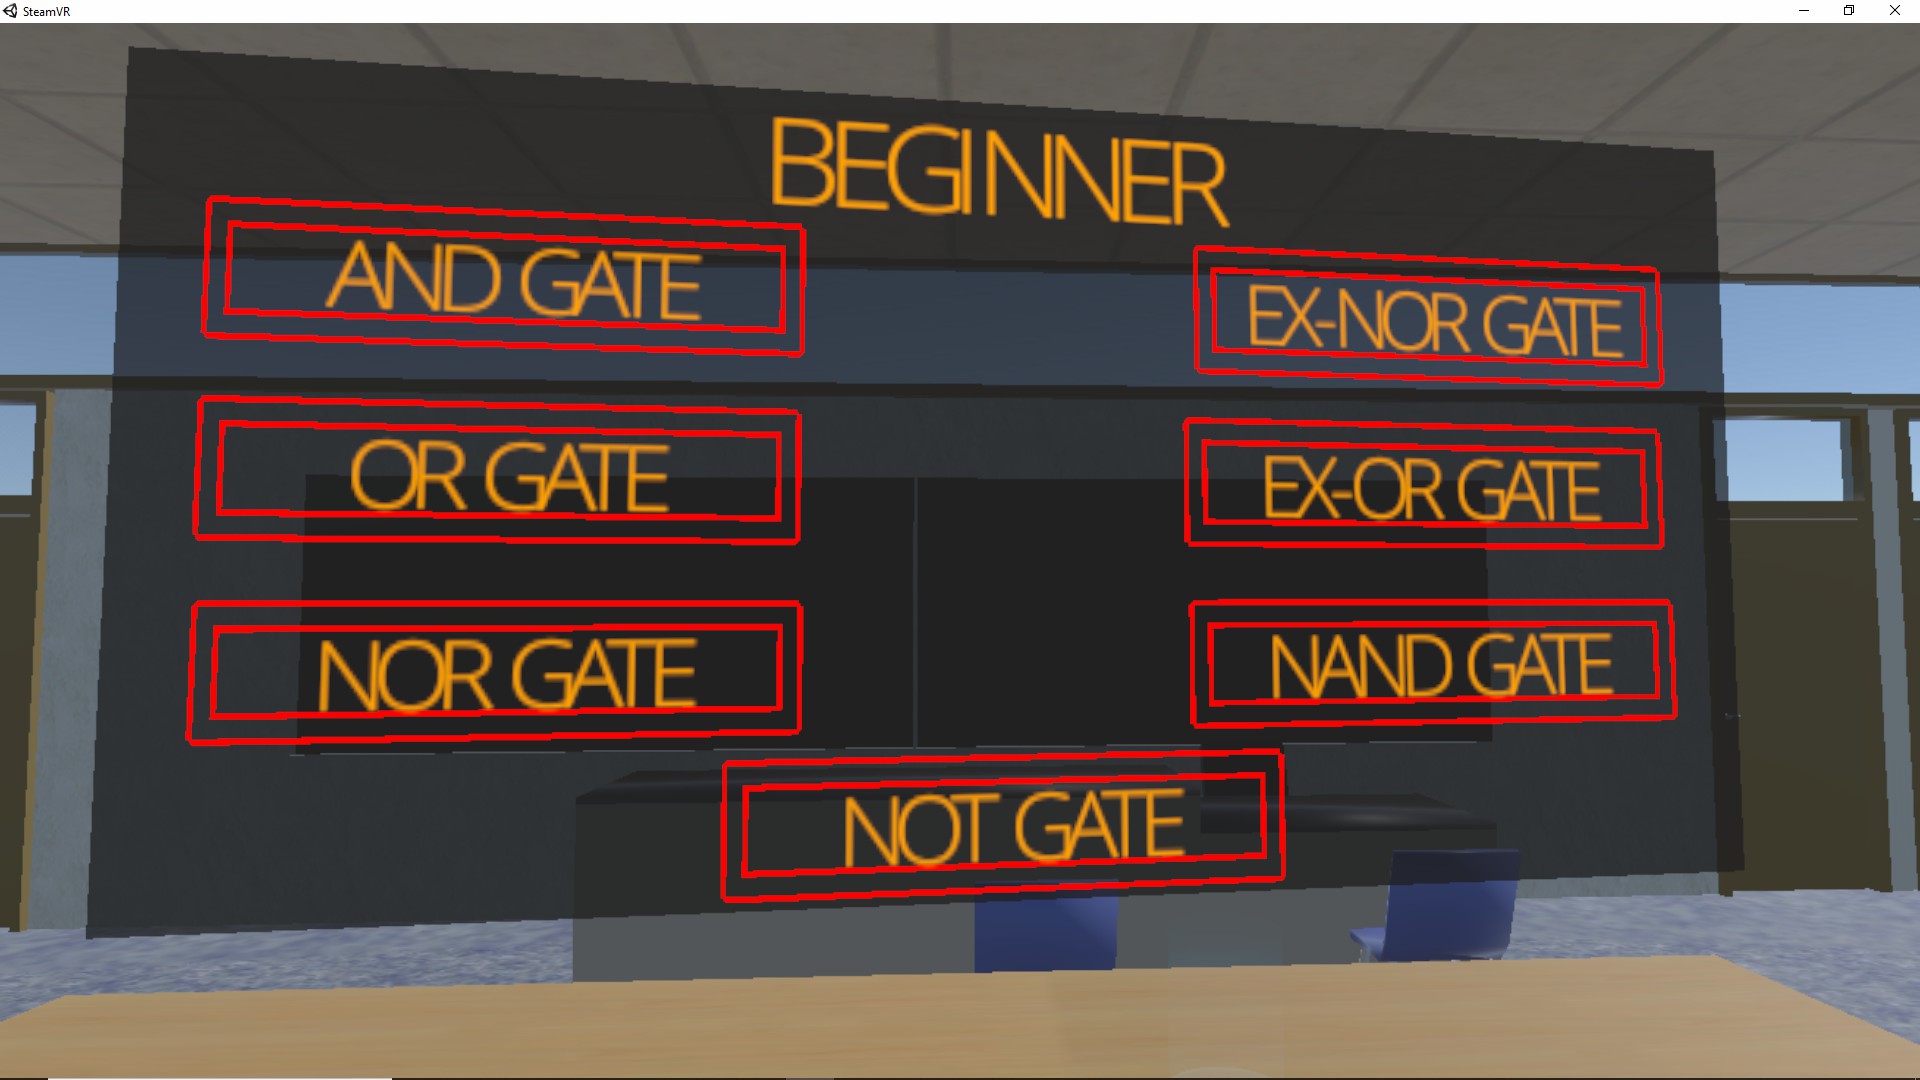 SteamVR
BEGINNER
AND GATE
EX-NOR GATE
OR GATE
EX-OR GATE
NOR GATE
NAND GATE
NOT GATE